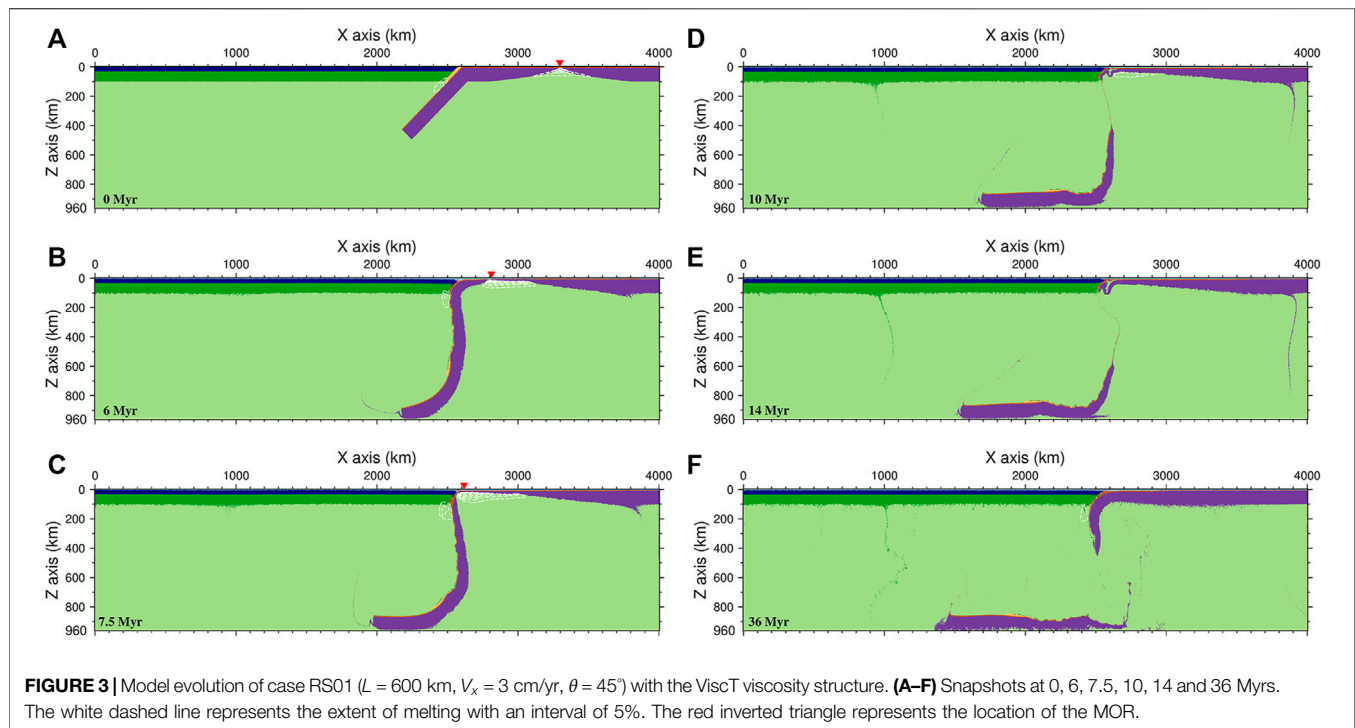 A
X axis (km)
0 1000 2000 3000 4000
Z axis (km)
0
200
400
600
800
960
0 Myr
B
X axis (km)
0 1000 2000 3000 4000
Z axis (km)
0
200
400
600
800
960
6 Myr
C
X axis (km)
0 1000 2000 3000 4000
Z axis (km)
0
200
400
600
800
960
7.5 Myr
D
X axis (km)
0 1000 2000 3000 4000
Z axis (km)
0
200
400
600
800
960
10 Myr
E
X axis (km)
0 1000 2000 3000 4000
Z axis (km)
0
200
400
600
800
960
14 Myr
F
X axis (km)
0 1000 2000 3000 4000
Z axis (km)
0
200
400
600
800
960
36 Myr
FIGURE 3 | Model evolution of case RS01 (L = 600 km, Vx = 3 cm/yr, θ = 45°) with the ViscT viscosity structure. (A–F) Snapshots at 0, 6, 7.5, 10, 14 and 36 Myrs.
The white dashed line represents the extent of melting with an interval of 5%. The red inverted triangle represents the location of the MOR.